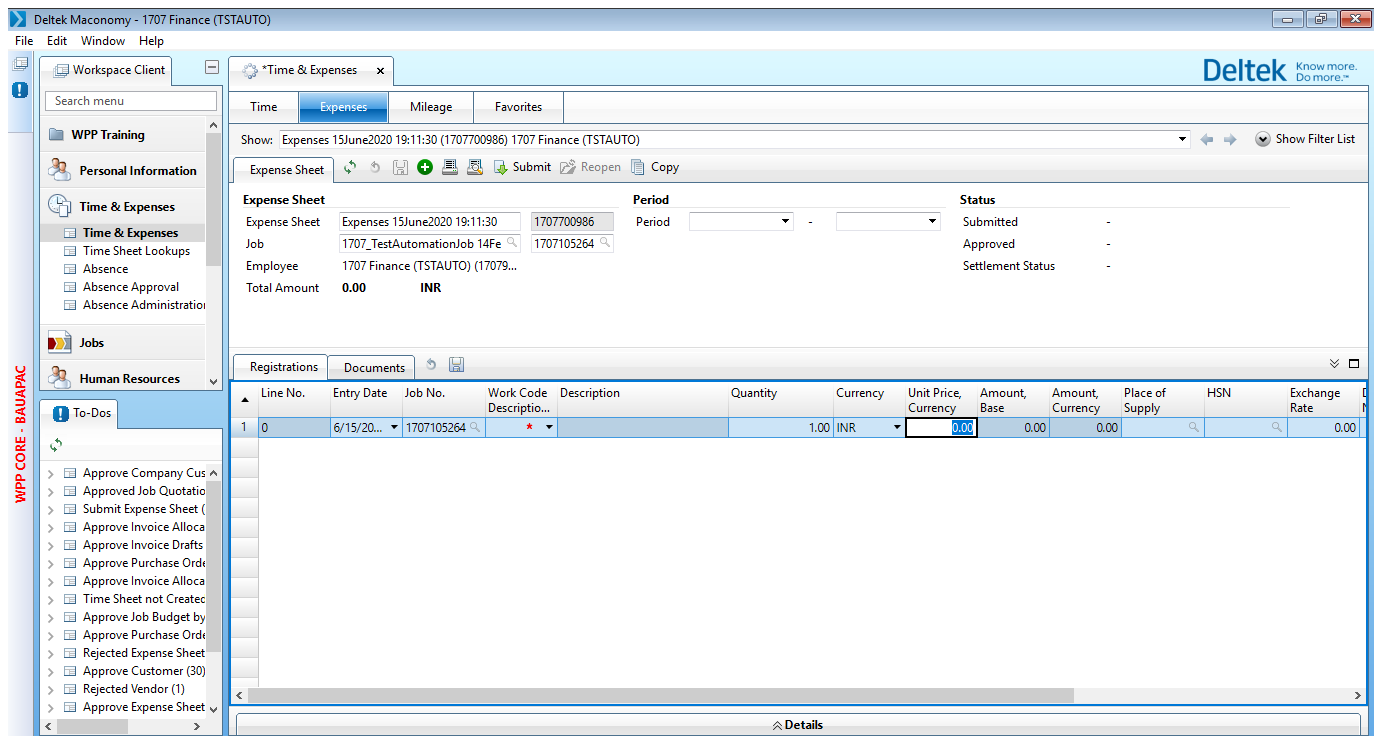 Deltek Maconomy - 1707 Finance (TSTAUTO)
File Edit Window Help
Workspace Client
*Time & Expenses x
Deltek Know more. Do more.™
Search menu
Time Expenses Mileage Favorites
WPP Training
Show: Expenses 15June2020 19:11:30 (1707700986) 1707 Finance (TSTAUTO) Show Filter List
Personal Information
Expense Sheet Submit Reopen Copy
Time & Expenses
Expense Sheet Period Status
Expense Sheet Expenses 15June2020 19:11:30 1707700986 Period - Submitted -
Time & Expenses
Job 1707_TestAutomationJob 14Fe 1707105264 Approved -
Time Sheet Lookups
Employee 1707 Finance (TSTAUTO) (17079... Settlement Status -
Absence
Total Amount 0.00 INR
Absence Approval
Absence Administration
Jobs
Human Resources
Registrations Documents
WPP CORE - BAUAPAC
Line No. Entry Date Job No. Work Code Descriptio... Description Quantity Currency Unit Price, Currency Amount, Base Amount, Currency Place of Supply HSN Exchange Rate
1 0 6/15/20... 1707105264 * 1.00 INR 0.00 0.00 0.00 0.00
To-Dos
Approve Company Cus
Approved Job Quotatio
Submit Expense Sheet (
Approve Invoice Alloca
Approve Invoice Drafts
Approve Purchase Orde
Approve Invoice Alloca
Time Sheet not Created
Approve Job Budget by
Approve Purchase Orde
Rejected Expense Sheet
Approve Customer (30)
Rejected Vendor (1)
Approve Expense Sheet
Details